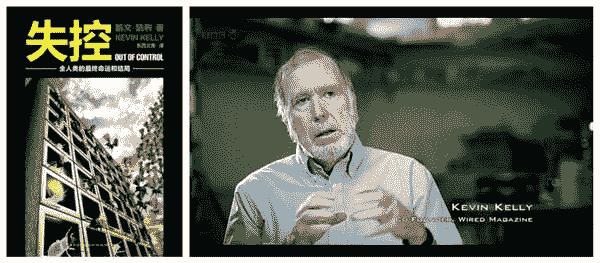 失控
凯文·凯利 著
KEVIN KELLY
东西文库 译
OUT OF CONTROL
全人类的最终命运和结局
BBC
KEVIN KELLY
WIRED MAGAZINE